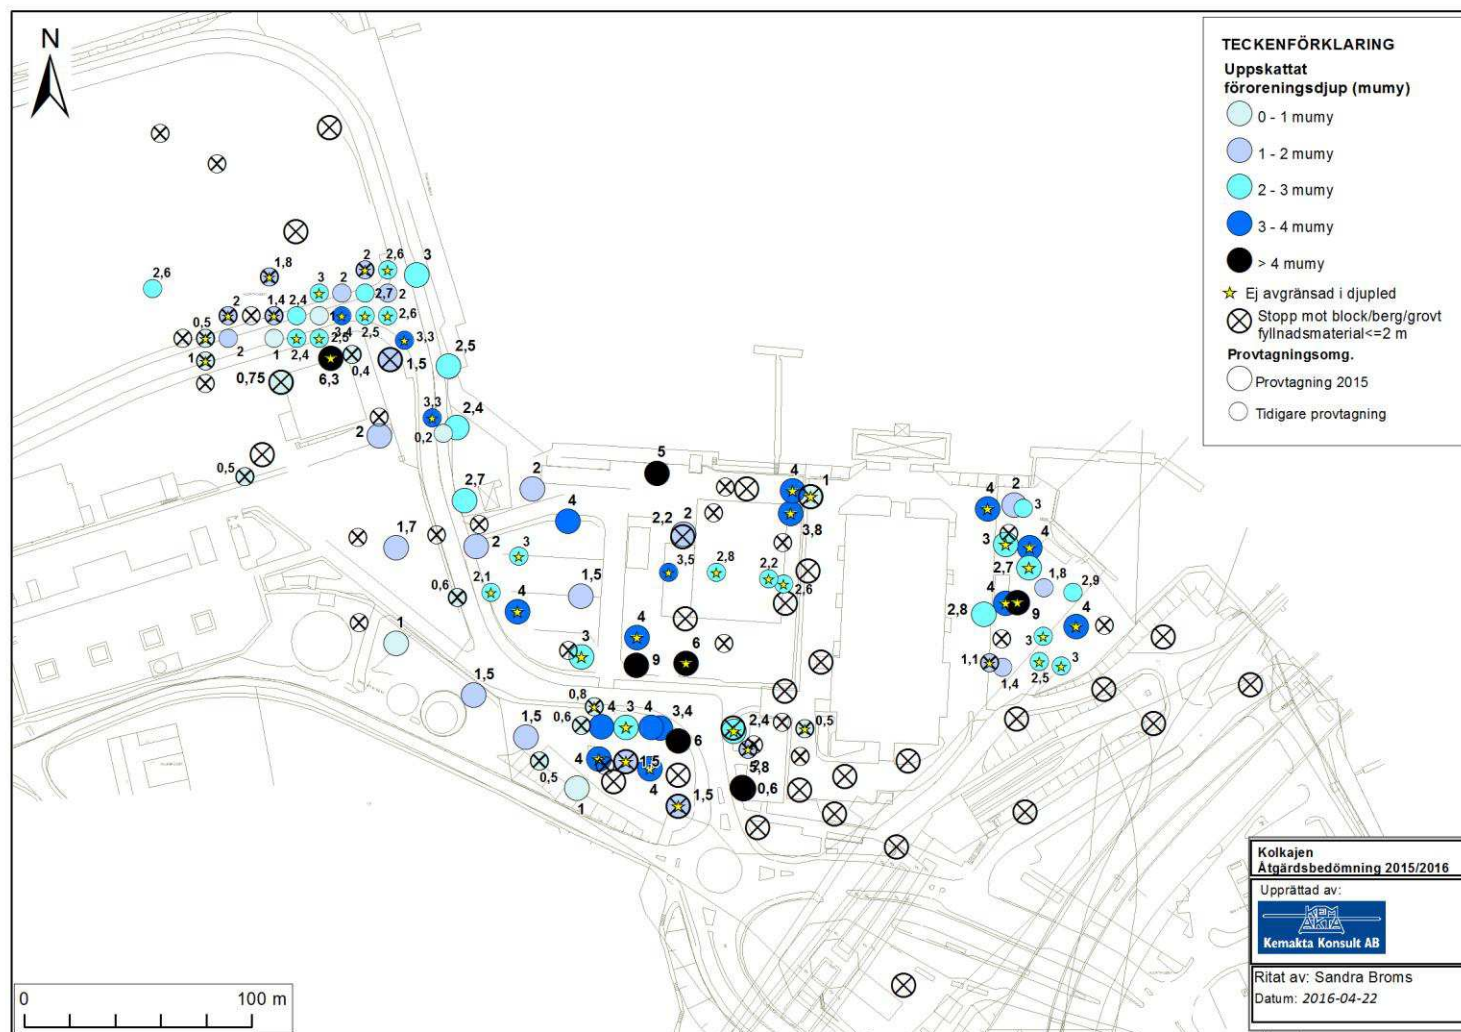 N
TECKENFÖRKLARING
Uppskattat
föroreningsdjup (mumy)
0 - 1 mumy
1 - 2 mumy
2 - 3 mumy
3 - 4 mumy
> 4 mumy
Ej avgränsad i djupled
Stopp mot block/berg/grovt
fyllnadsmaterial<=2 m
Provtagningsomg.
Provtagning 2015
Tidigare provtagning
2 2,6 3
1,8
2,6
3 2 2,7 2
2 1,4 2,4 1 2,6
0,5 2,5 3,4 2,5 3,3
2 1 2,4
1 0,4 1,5 2,5
0,75 6,3
3,3 2,4
2 0,2
0,5
5 4 1
2,7 2 4 2
4 2,2 2 3,8 3
1,7 2 3 3 4
3,5 2,8 2,2 2,7
0,6 2,1 1,5 2,6 1,8 2,9
4 2,8 4 9 4
1 3 4 3
9 6 1,1 1,4 2,5 3
1,5
0,8
1,5 0,6 4 3 4 3,4 2,4 0,5
6
0,5 4 1,5 4 5,8
1 1,5 0,6
Kolkajen
Åtgärdsbedömning 2015/2016
Upprättad av:
KEM
AKTA
Kemakta Konsult AB
Ritat av: Sandra Broms
Datum: 2016-04-22
0 100 m